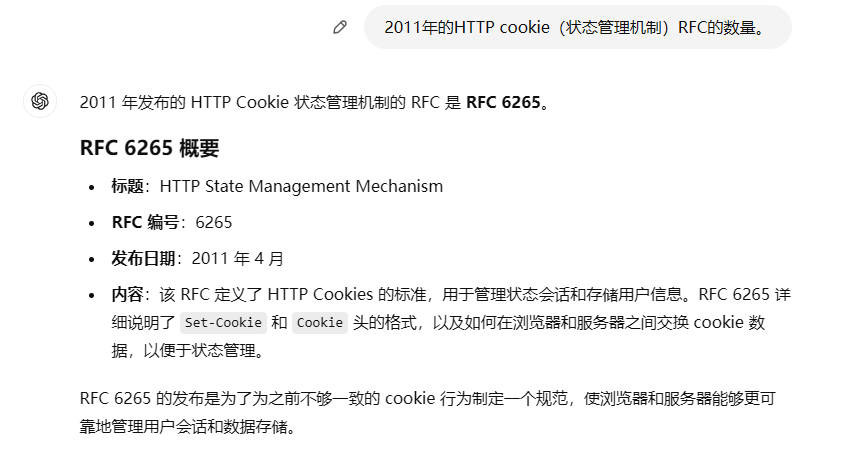 2011年的HTTP cookie（状态管理机制）RFC的数量。
2011 年发布的 HTTP Cookie 状态管理机制的 RFC 是 RFC 6265。
RFC 6265 概要
• 标题：HTTP State Management Mechanism
• RFC 编号：6265
• 发布日期：2011 年 4 月
• 内容：该 RFC 定义了 HTTP Cookies 的标准，用于管理状态会话和存储用户信息。RFC 6265 详
细说明了 Set-Cookie 和 Cookie 头的格式，以及如何在浏览器和服务器之间交换 cookie 数
据，以便于状态管理。
RFC 6265 的发布是为了为之前不够一致的 cookie 行为制定一个规范，使浏览器和服务器能够更可
靠地管理用户会话和数据存储。